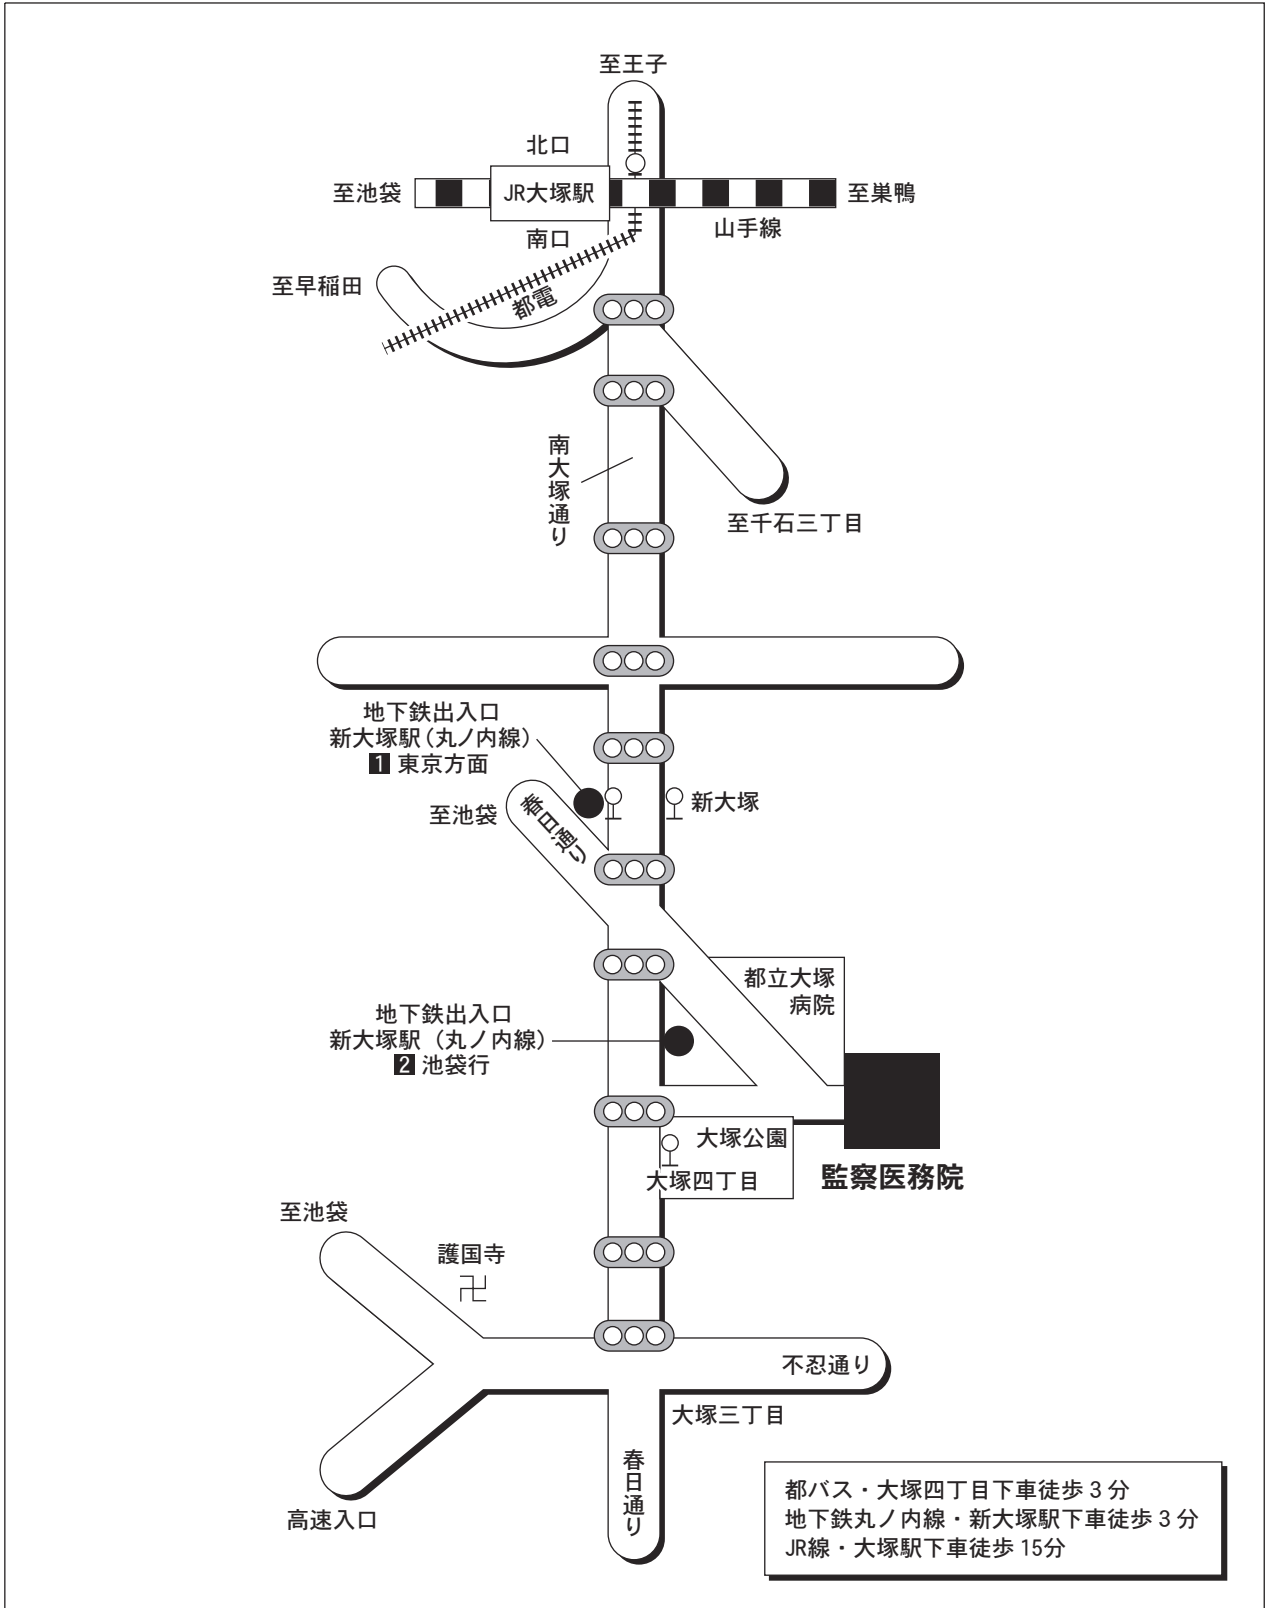 至王子
北口
至池袋
JR大塚駅
至巣鴨
南口
山手線
至早稲田
都電
南大塚通り
至千石三丁目
地下鉄出入口
新大塚駅(丸ノ内線)
1 東京方面
至池袋
春日通り
新大塚
都立大塚
病院
地下鉄出入口
新大塚駅(丸ノ内線)
2 池袋行
大塚公園
大塚四丁目
監察医務院
至池袋
護国寺
卍
不忍通り
大塚三丁目
春日通り
高速入口
都バス・大塚四丁目下車徒歩3分
地下鉄丸ノ内線・新大塚駅下車徒歩3分
JR線・大塚駅下車徒歩15分